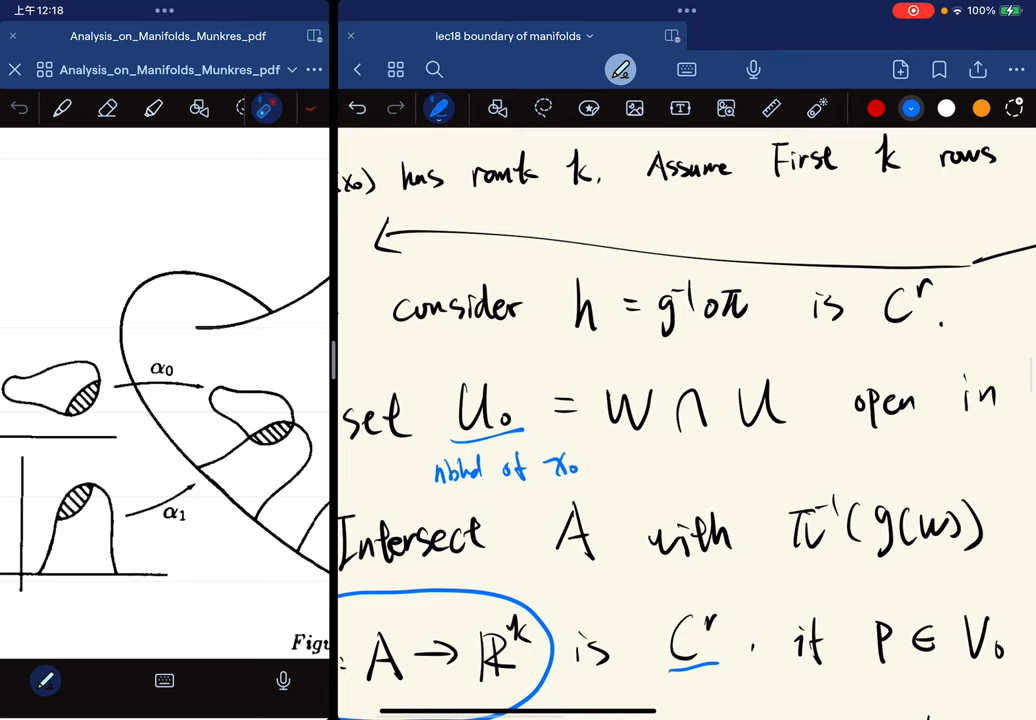 上午12:18
100%
Analysis_on_Manifolds_Munkres_pdf
lec18 boundary of manifolds
Analysis_on_Manifolds_Munkres_pdf
α0
α1
Figu
(x₀) has rank k. Assume First k rows
consider h = g⁻¹∘π is Cʳ.
set U₀ = W ∩ U open in
nbhd of x₀
Intersect A with π⁻¹(g(w))
: A → ℝᵏ is Cʳ. if P ∈ V₀